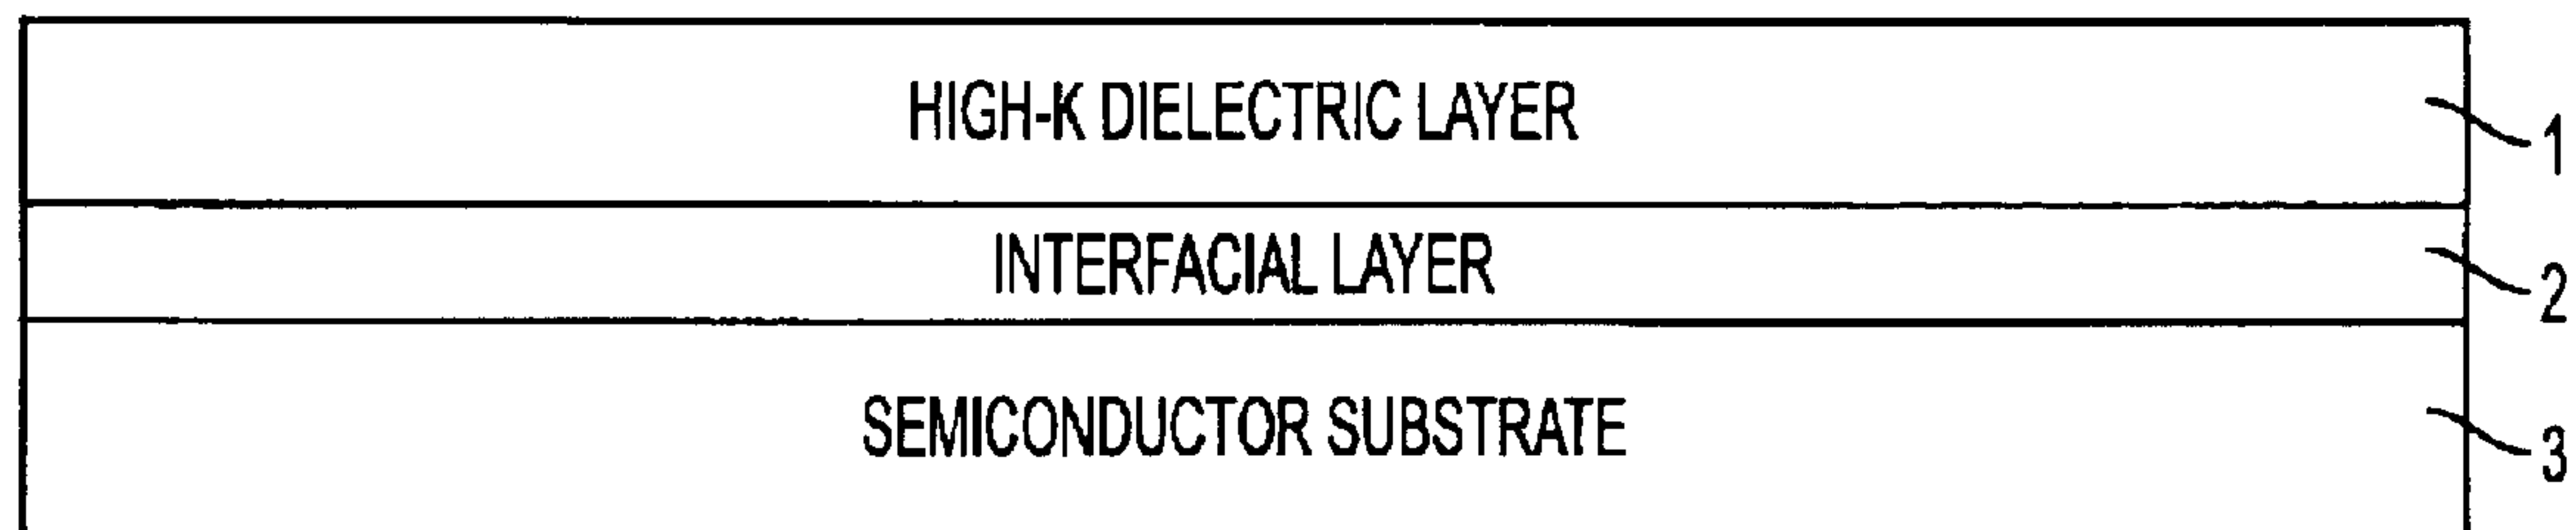 HIGH-K DIELECTRIC LAYER
1
INTERFACIAL LAYER
2
SEMICONDUCTOR SUBSTRATE
3